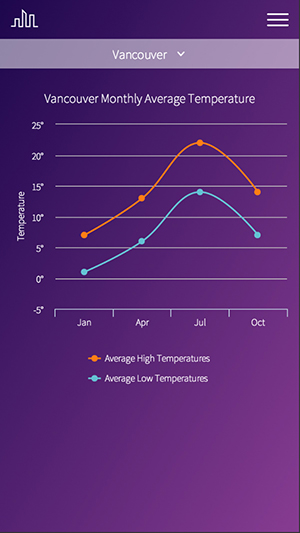 Vancouver
Vancouver Monthly Average Temperature
25°
20°
15°
10°
5°
0°
-5°
Temperature
Jan Apr Jul Oct
Average High Temperatures
Average Low Temperatures